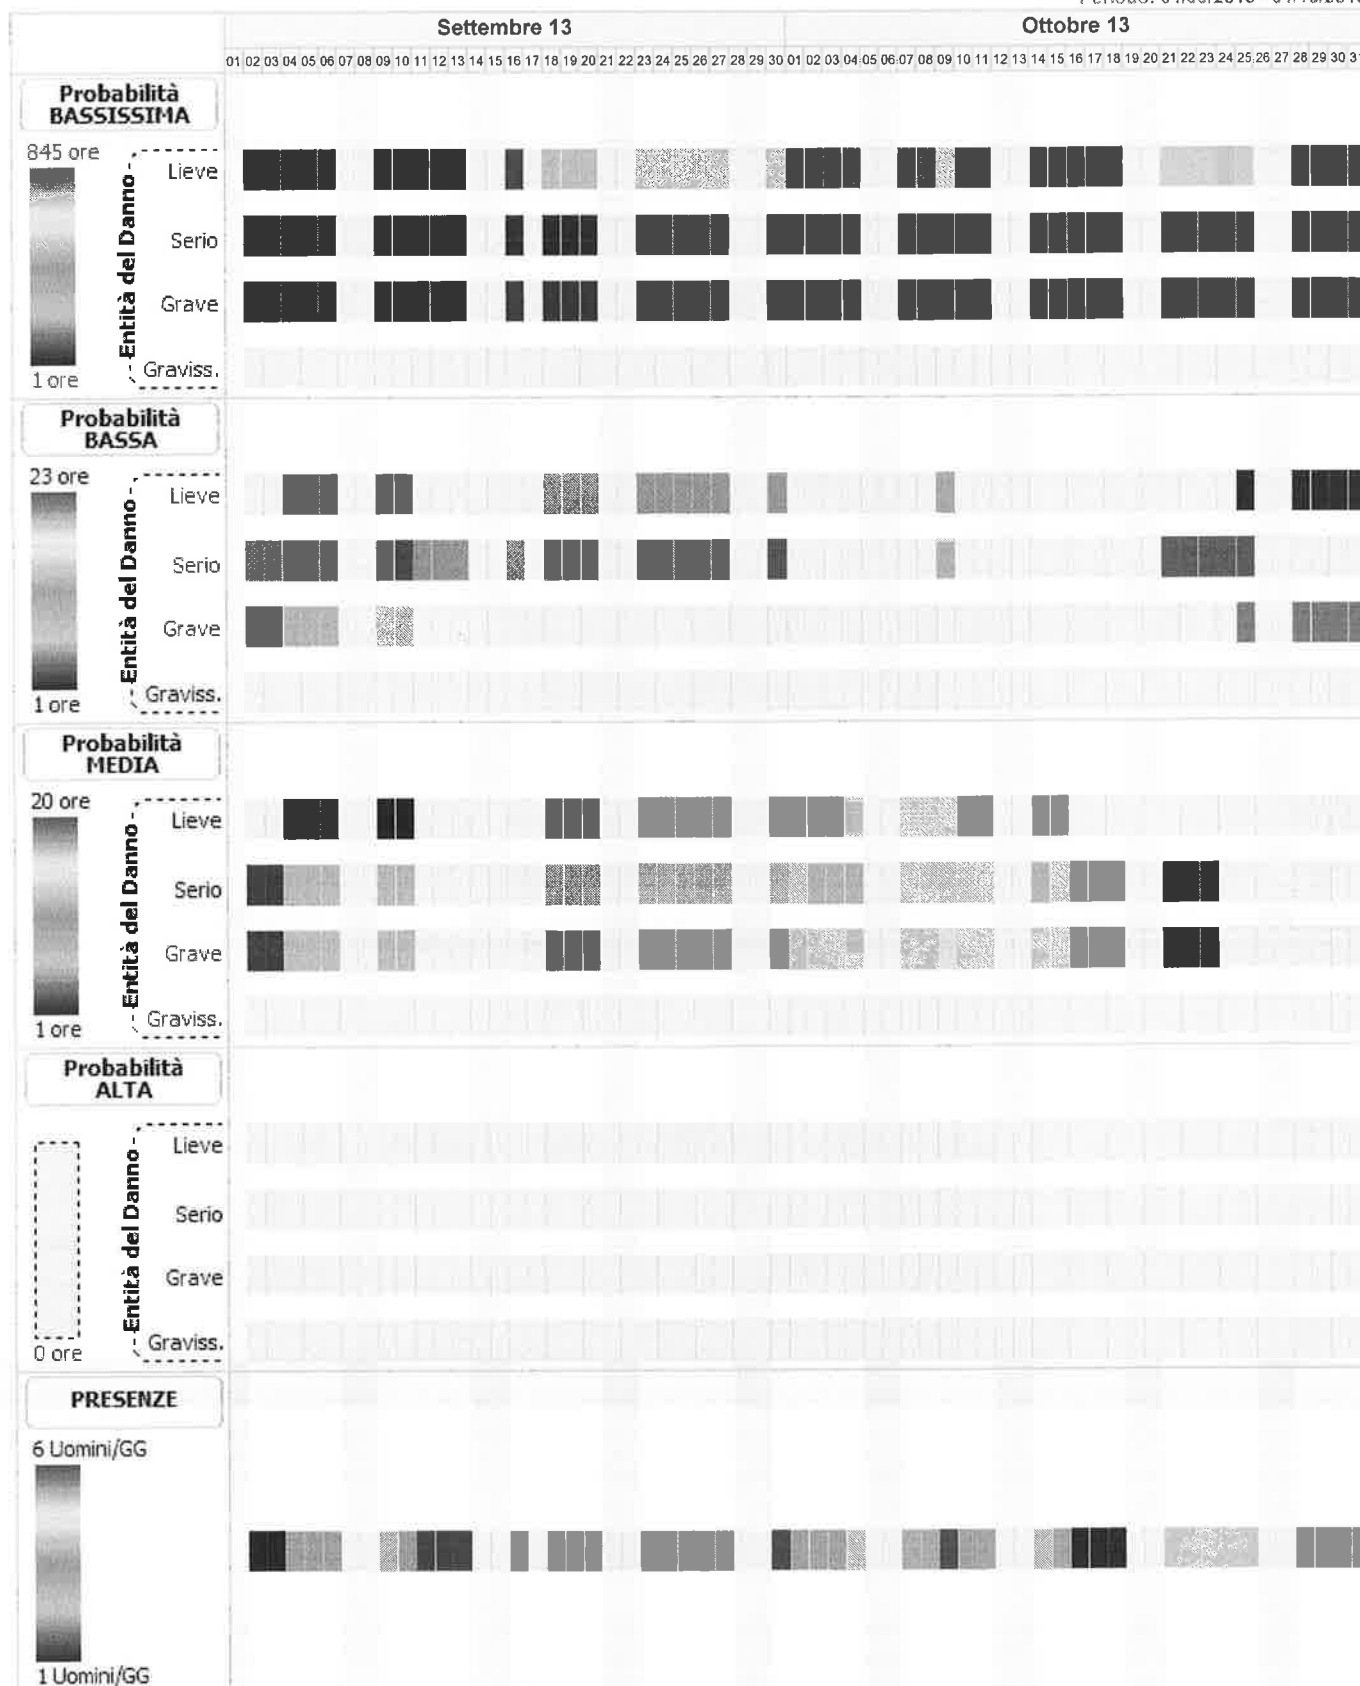 Settembre 13 Ottobre 13
01 02 03 04 05 06 07 08 09 10 11 12 13 14 15 16 17 18 19 20 21 22 23 24 25 26 27 28 29 30 01 02 03 04 05 06 07 08 09 10 11 12 13 14 15 16 17 18 19 20 21 22 23 24 25 26 27 28 29 30 31
Probabilità
BASSISSIMA
845 ore
Entità del Danno
Lieve
Serio
Grave
Graviss.
1 ore
Probabilità
BASSA
23 ore
Entità del Danno
Lieve
Serio
Grave
Graviss.
1 ore
Probabilità
MEDIA
20 ore
Entità del Danno
Lieve
Serio
Grave
Graviss.
1 ore
Probabilità
ALTA
Entità del Danno
Lieve
Serio
Grave
Graviss.
0 ore
PRESENZE
6 Uomini/GG
1 Uomini/GG